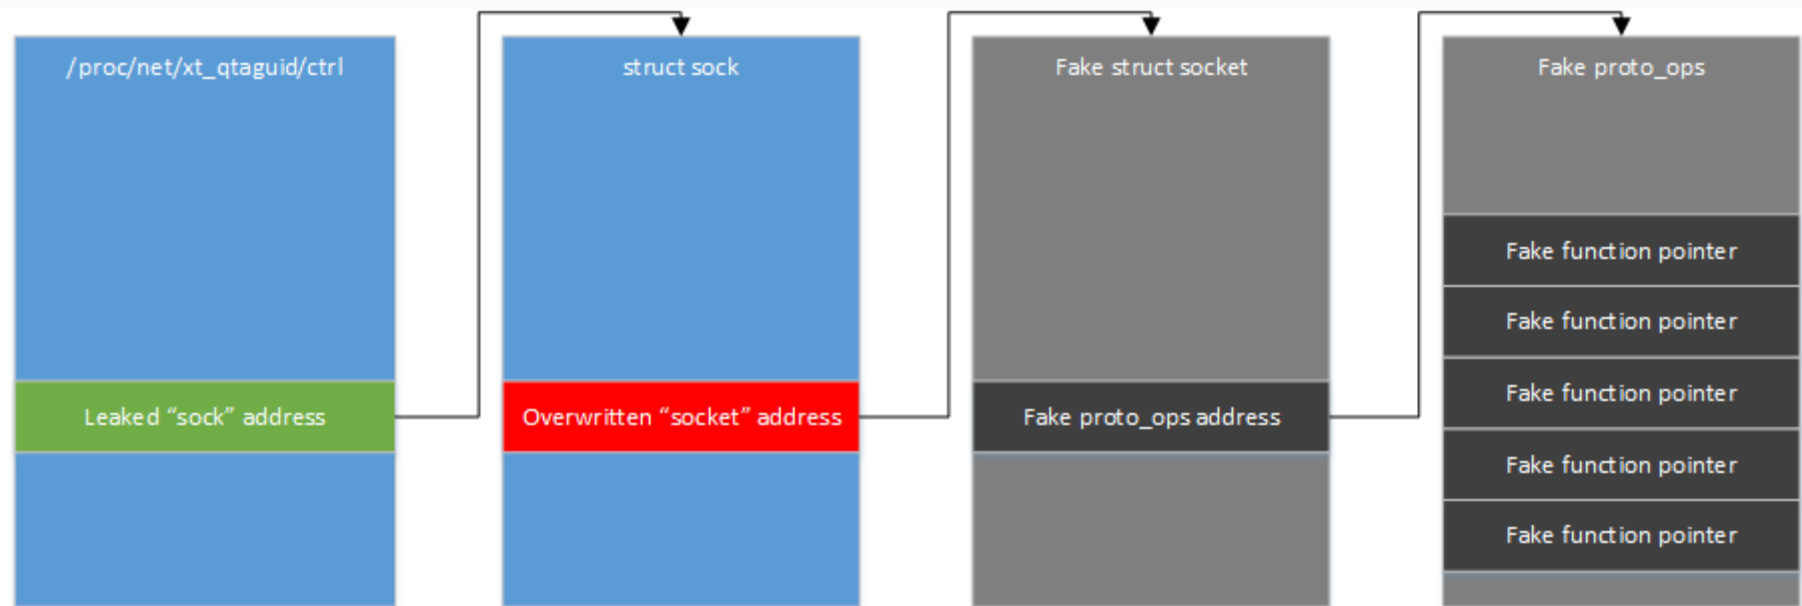 /proc/net/xt_qtaguid/ctrl
struct sock
Fake struct socket
Fake proto_ops
Fake function pointer
Fake function pointer
Fake function pointer
Leaked “sock” address
Overwritten “socket” address
Fake proto_ops address
Fake function pointer
Fake function pointer